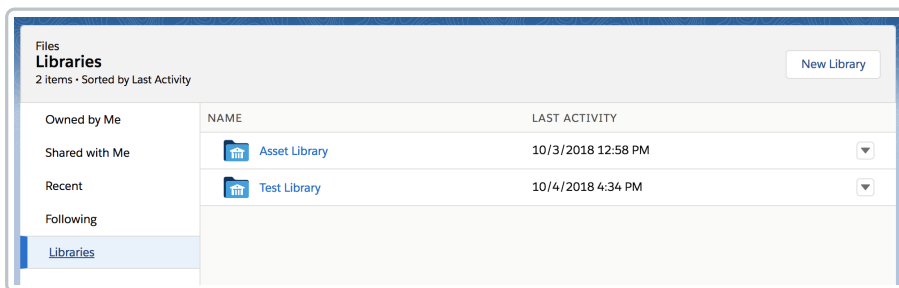 Files
Libraries
2 items • Sorted by Last Activity
New Library
Owned by Me
Shared with Me
Recent
Following
Libraries
NAME LAST ACTIVITY
Asset Library 10/3/2018 12:58 PM
Test Library 10/4/2018 4:34 PM